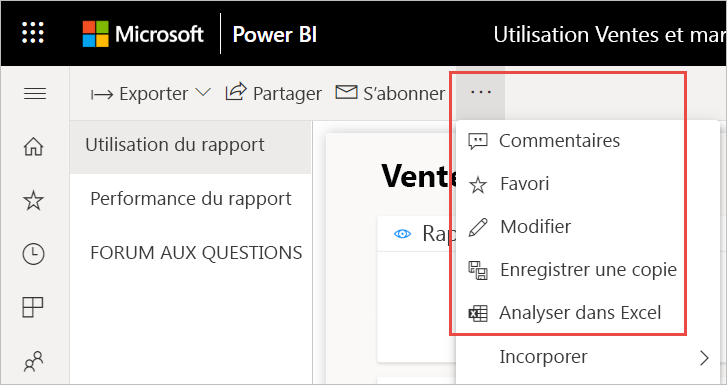 Microsoft Power BI Utilisation Ventes et mar
Exporter Partager S'abonner ...
Utilisation du rapport
Performance du rapport
FORUM AUX QUESTIONS
Vente
Rap
Commentaires
Favori
Modifier
Enregistrer une copie
Analyser dans Excel
Incorporer